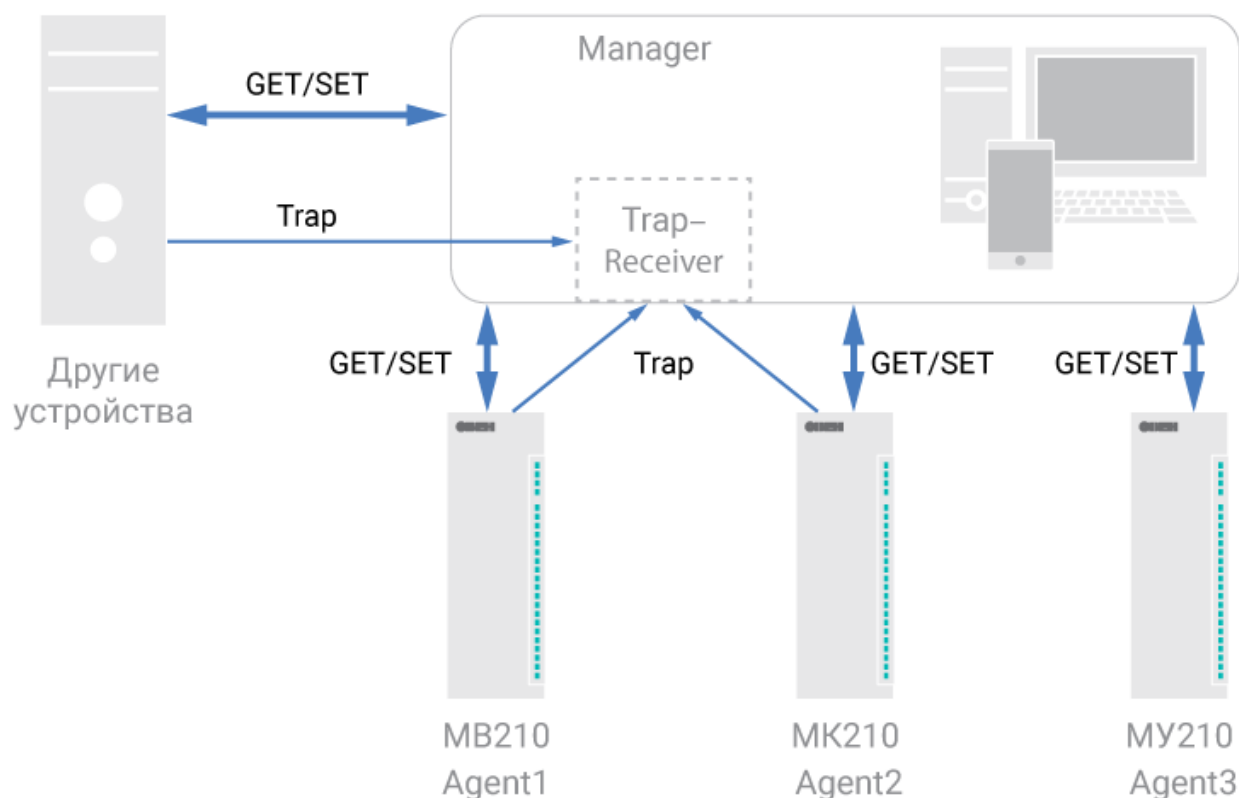 Manager
GET/SET
Trap
Trap–
Receiver
Другие
устройства
GET/SET
Trap
GET/SET
GET/SET
МВ210
Agent1
МК210
Agent2
МУ210
Agent3